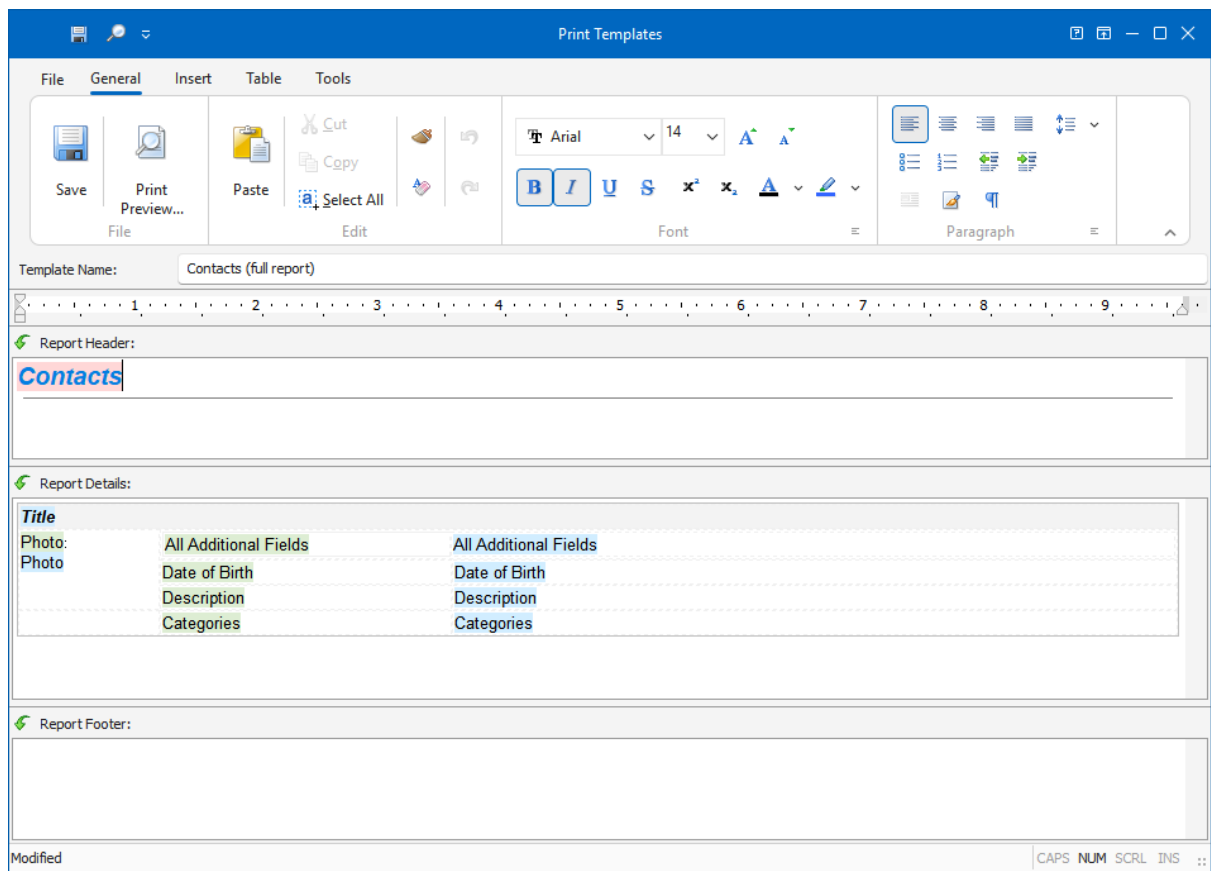 Print Templates
File General Insert Table Tools
Save
Print
Preview...
File
Paste
Cut
Copy
Select All
Edit
Arial 14
B I U S x² x₂ A
Font
Paragraph
Template Name: Contacts (full report)
1 2 3 4 5 6 7 8 9
Report Header:
Contacts
Report Details:
Title
Photo: All Additional Fields All Additional Fields
Photo
Date of Birth Date of Birth
Description Description
Categories Categories
Report Footer:
Modified CAPS NUM SCRL INS